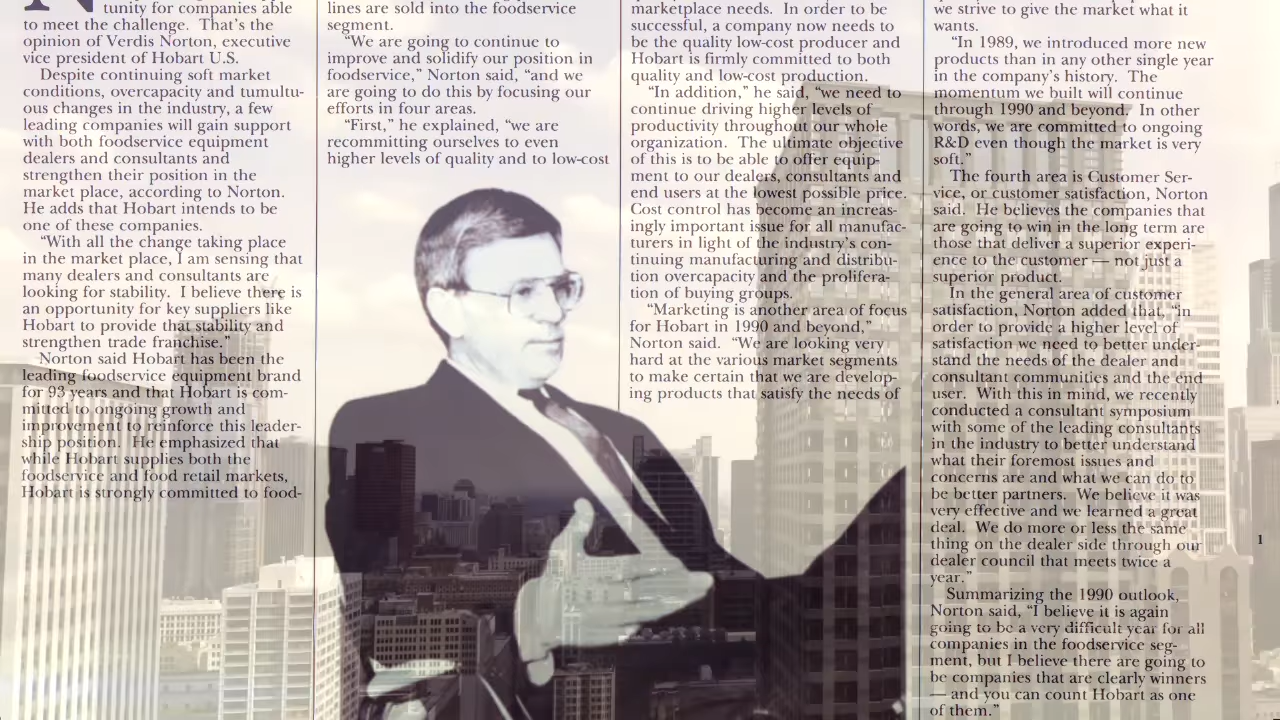 N
tunity for companies able
to meet the challenge. That's the
opinion of Verdis Norton, executive
vice president of Hobart U.S.
Despite continuing soft market
conditions, overcapacity and tumultu-
ous changes in the industry, a few
leading companies will gain support
with both foodservice equipment
dealers and consultants and
strengthen their position in the
market place, according to Norton.
He adds that Hobart intends to be
one of these companies.
“With all the change taking place
in the market place, I am sensing that
many dealers and consultants are
looking for stability. I believe there is
an opportunity for key suppliers like
Hobart to provide that stability and
strengthen trade franchise.”
Norton said Hobart has been the
leading foodservice equipment brand
for 93 years and that Hobart is com-
mitted to ongoing growth and
improvement to reinforce this leader-
ship position. He emphasized that
while Hobart supplies both the
foodservice and food retail markets,
Hobart is strongly committed to food-
lines are sold into the foodservice
segment.
“We are going to continue to
improve and solidify our position in
foodservice,” Norton said, “and we
are going to do this by focusing our
efforts in four areas.
“First,” he explained, “we are
recommitting ourselves to even
higher levels of quality and to low-cost
marketplace needs. In order to be
successful, a company now needs to
be the quality low-cost producer and
Hobart is firmly committed to both
quality and low-cost production.
“In addition,” he said, “we need to
continue driving higher levels of
productivity throughout our whole
organization. The ultimate objective
of this is to be able to offer equip-
ment to our dealers, consultants and
end users at the lowest possible price.
Cost control has become an increas-
ingly important issue for all manufac-
turers in light of the industry's con-
tinuing manufacturing and distribu-
tion overcapacity and the prolifera-
tion of buying groups.
“Marketing is another area of focus
for Hobart in 1990 and beyond,”
Norton said. “We are looking very
hard at the various market segments
to make certain that we are develop-
ing products that satisfy the needs of
we strive to give the market what it
wants.
“In 1989, we introduced more new
products than in any other single year
in the company's history. The
momentum we built will continue
through 1990 and beyond. In other
words, we are committed to ongoing
R&D even though the market is very
soft.”
The fourth area is Customer Ser-
vice, or customer satisfaction, Norton
said. He believes the companies that
are going to win in the long term are
those that deliver a superior experi-
ence to the customer — not just a
superior product.
In the general area of customer
satisfaction, Norton added that, “in
order to provide a higher level of
satisfaction we need to better under-
stand the needs of the dealer and
consultant communities and the end
user. With this in mind, we recently
conducted a consultant symposium
with some of the leading consultants
in the industry to better understand
what their foremost issues and
concerns are and what we can do to
be better partners. We believe it was
very effective and we learned a great
deal. We do more or less the same
thing on the dealer side through our
dealer council that meets twice a
year.”
Summarizing the 1990 outlook,
Norton said, “I believe it is again
going to be a very difficult year for all
companies in the foodservice seg-
ment, but I believe there are going to
be companies that are clearly winners
— and you can count Hobart as one
of them.”
1